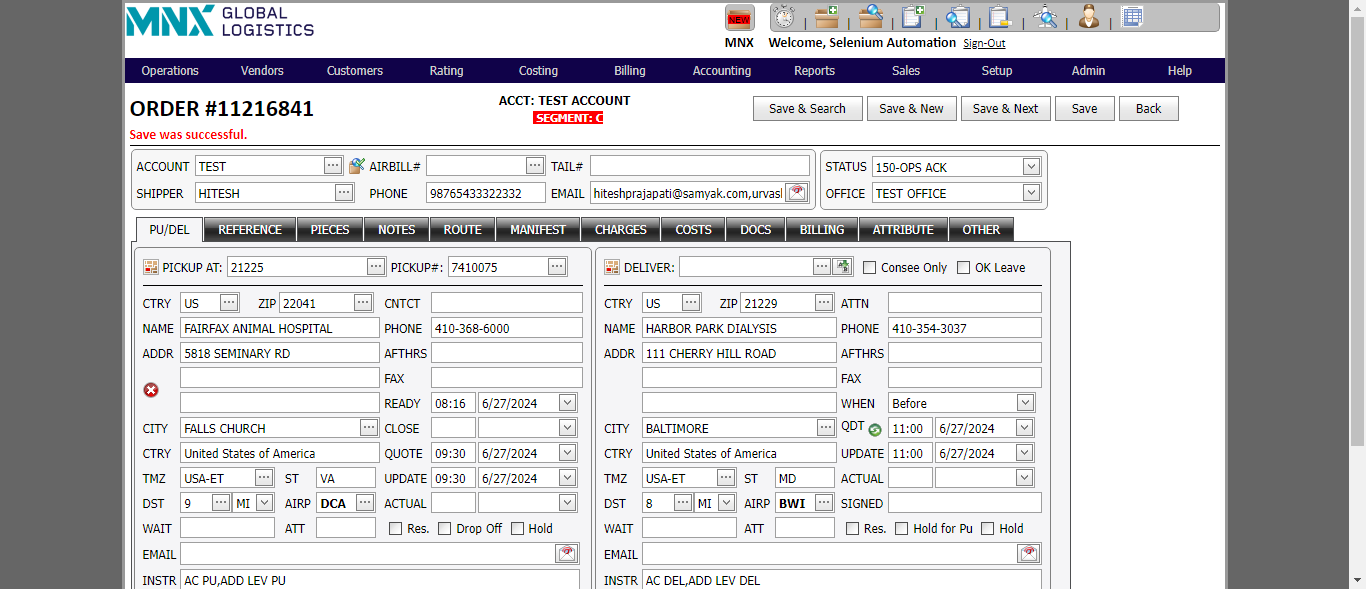 MNX GLOBAL LOGISTICS
NEW
MNX Welcome, Selenium Automation Sign-Out
Operations Vendors Customers Rating Costing Billing Accounting Reports Sales Setup Admin Help
ORDER #11216841
Save was successful.
ACCT: TEST ACCOUNT
SEGMENT: C
Save & Search Save & New Save & Next Save Back
ACCOUNT TEST AIRBILL# TAIL#
SHIPPER HITESH PHONE 98765433322332 EMAIL hiteshprajapati@samyak.com,urvasl
STATUS 150-OPS ACK
OFFICE TEST OFFICE
PU/DEL REFERENCE PIECES NOTES ROUTE MANIFEST CHARGES COSTS DOCS BILLING ATTRIBUTE OTHER
PICKUP AT: 21225 PICKUP#: 7410075
CTRY US ZIP 22041 CNTCT
NAME FAIRFAX ANIMAL HOSPITAL PHONE 410-368-6000
ADDR 5818 SEMINARY RD AFTHRS
FAX
READY 08:16 6/27/2024
CITY FALLS CHURCH CLOSE
CTRY United States of America QUOTE 09:30 6/27/2024
TMZ USA-ET ST VA UPDATE 09:30 6/27/2024
DST 9 MI AIRP DCA ACTUAL
WAIT ATT Res. Drop Off Hold
EMAIL
INSTR AC PU,ADD LEV PU
DELIVER: Consee Only OK Leave
CTRY US ZIP 21229 ATTN
NAME HARBOR PARK DIALYSIS PHONE 410-354-3037
ADDR 111 CHERRY HILL ROAD AFTHRS
FAX
WHEN Before
CITY BALTIMORE QDT 11:00 6/27/2024
CTRY United States of America UPDATE 11:00 6/27/2024
TMZ USA-ET ST MD ACTUAL
DST 8 MI AIRP BWI SIGNED
WAIT ATT Res. Hold for Pu Hold
EMAIL
INSTR AC DEL,ADD LEV DEL